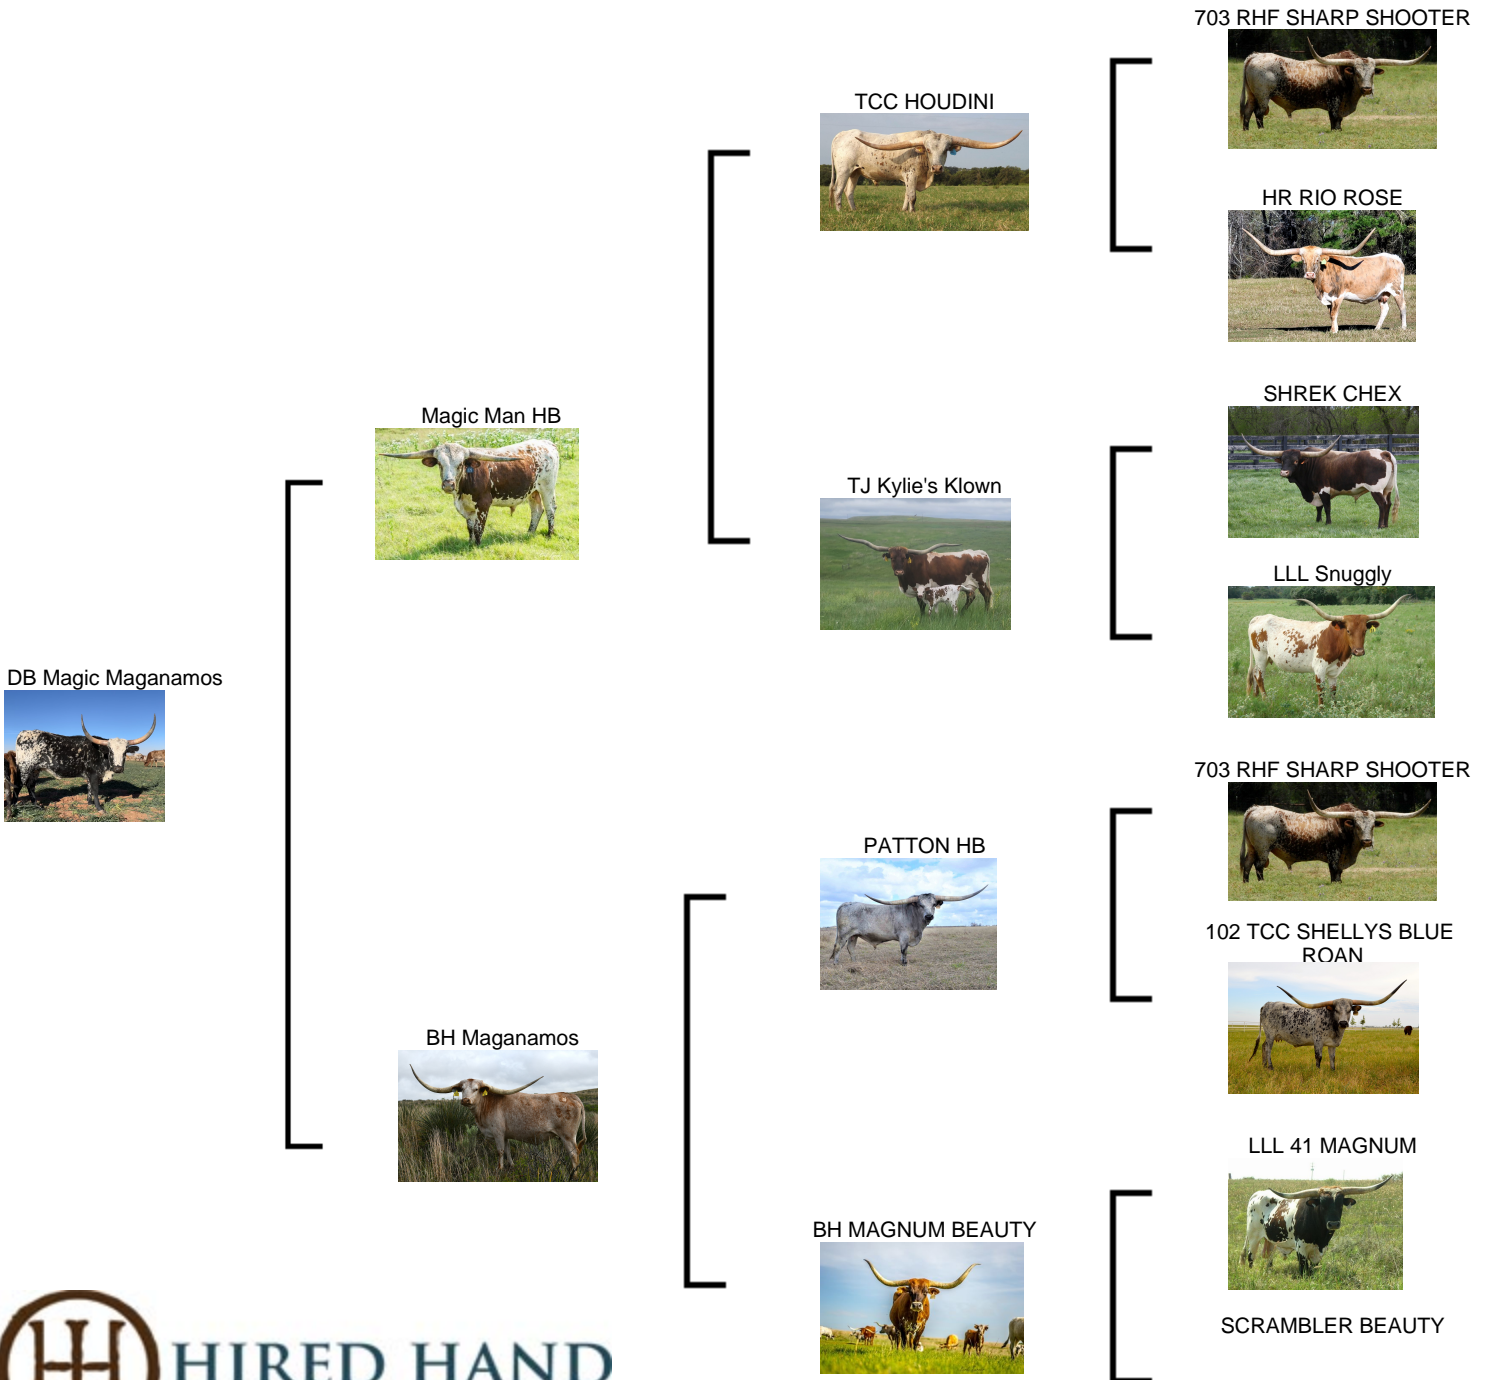 703 RHF SHARP SHOOTER
TCC HOUDINI
HR RIO ROSE
SHREK CHEX
Magic Man HB
TJ Kylie's Klown
LLL Snuggly
DB Magic Maganamos
703 RHF SHARP SHOOTER
PATTON HB
102 TCC SHELLYS BLUE
ROAN
BH Maganamos
LLL 41 MAGNUM
BH MAGNUM BEAUTY
SCRAMBLER BEAUTY
HIRED HAND